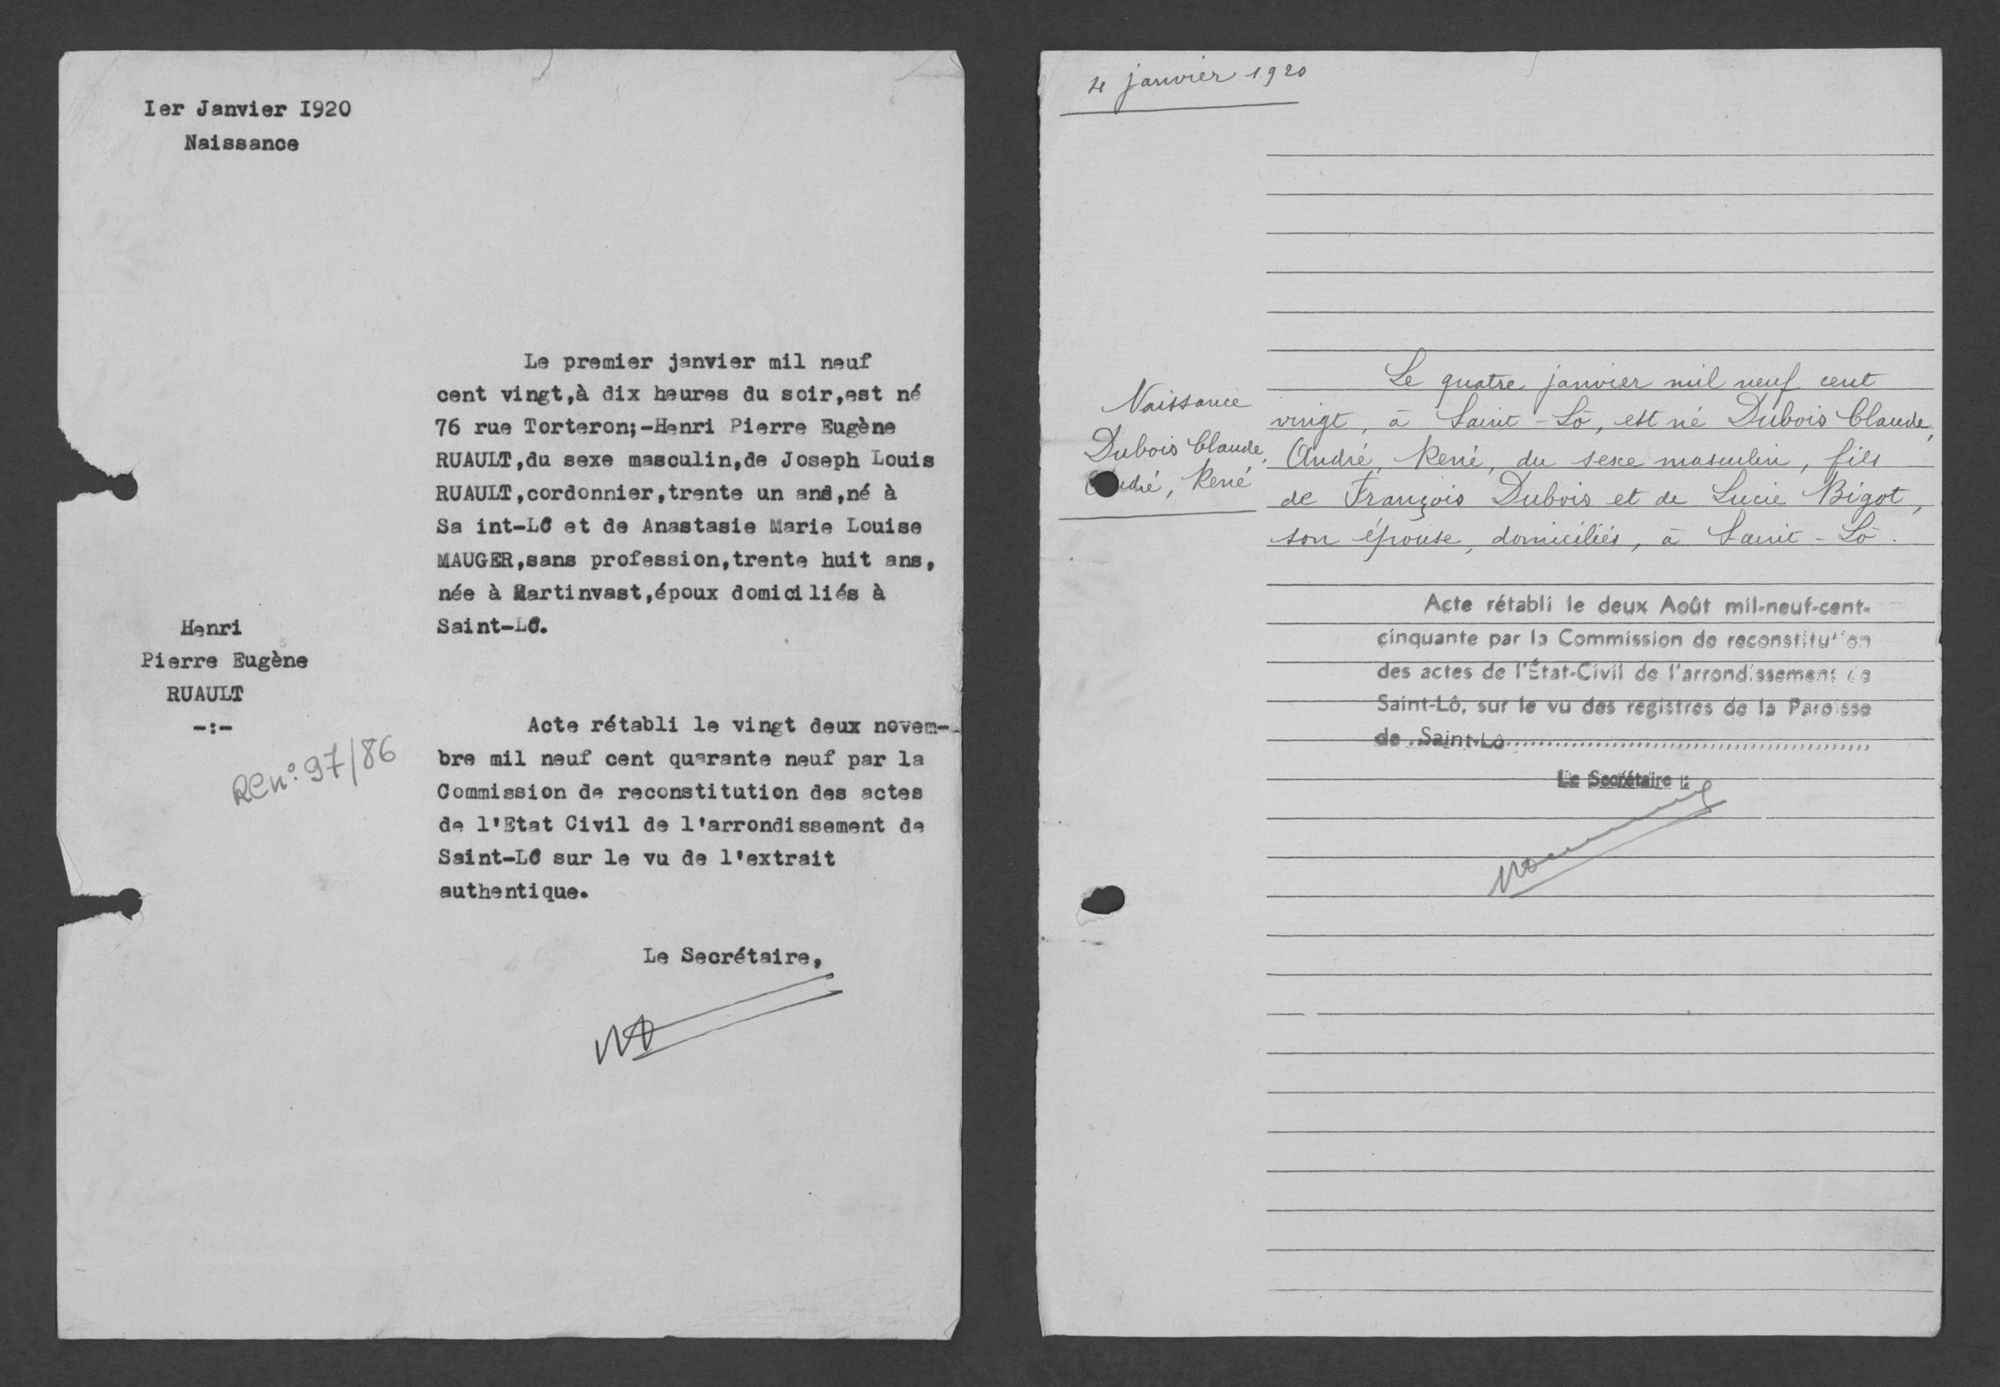 Ier Janvier I920
Naissance
Le premier janvier mil neuf
cent vingt,à dix heures du soir,est né
76 rue Torteron;-Henri Pierre Eugène
RUAULT,du sexe masculin,de Joseph Louis
RUAULT,cordonnier,trente un ans,né à
Sa int-Lô et de Anastasie Marie Louise
MAUGER,sans profession,trente huit ans,
née à Martinvast,époux domiciliés à
Saint-Lô.
Henri
Pierre Eugène
RUAULT
-:-
RC n° 97/86
Acte rétabli le vingt deux novem-
bre mil neuf cent quarante neuf par la
Commission de reconstitution des actes
de l'Etat Civil de l'arrondissement de
Saint-Lô sur le vu de l'extrait
authentique.
Le Secrétaire,
4 janvier 1920
Naissance
Dubois Claude,
André, René
Le quatre janvier mil neuf cent
vingt, à Saint-Lô, est né Dubois Claude,
André, René, du sexe masculin, fils
de François Dubois et de Lucie Bigot,
son épouse, domiciliés, à Saint-Lô.
Acte rétabli le deux Août mil-neuf-cent-
cinquante par la Commission de reconstitution
des actes de l'État-Civil de l'arrondissement de
Saint-Lô, sur le vu des registres de la Paroisse
de Saint-Lô
Le Secrétaire :